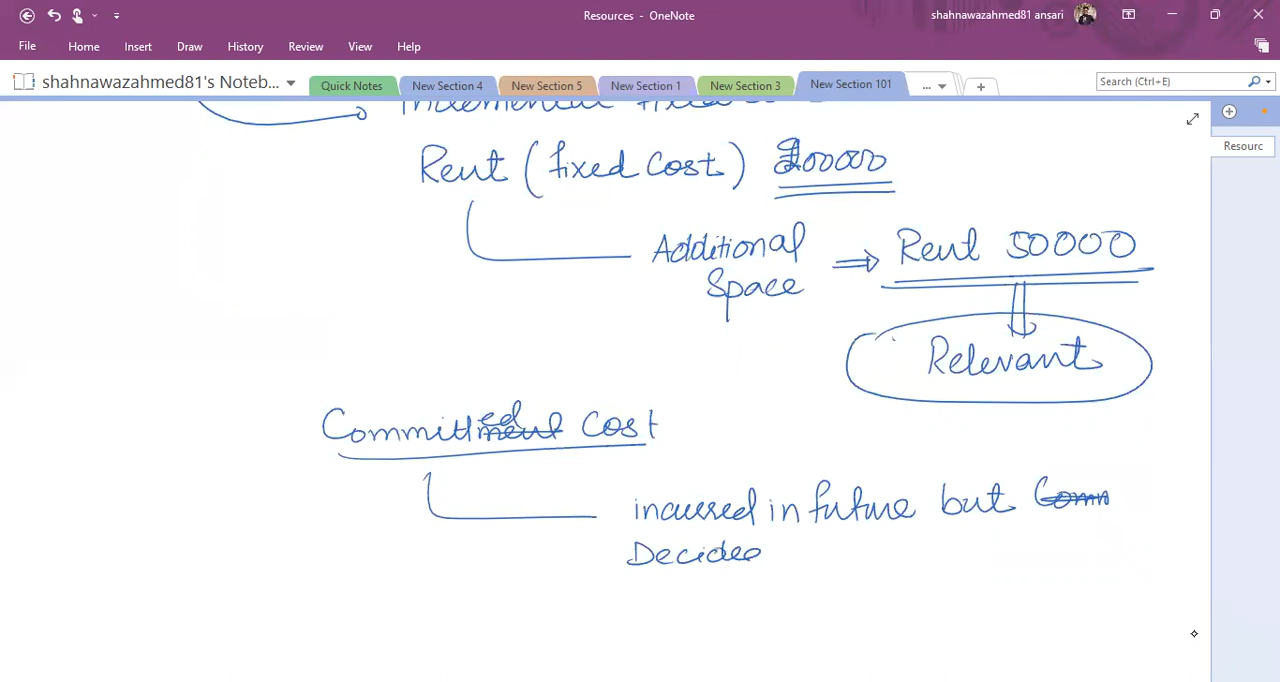 Resources - OneNote
shahnawazahmed81 ansari
File Home Insert Draw History Review View Help
shahnawazahmed81's Noteb... Quick Notes New Section 4 New Section 5 New Section 1 New Section 3 New Section 101 ... Search (Ctrl+E)
Resourc
Rent (fixed Cost)
Additional Space ⇒ Rent 50000
Relevant
Committed Cost
incurred in future but
Decided